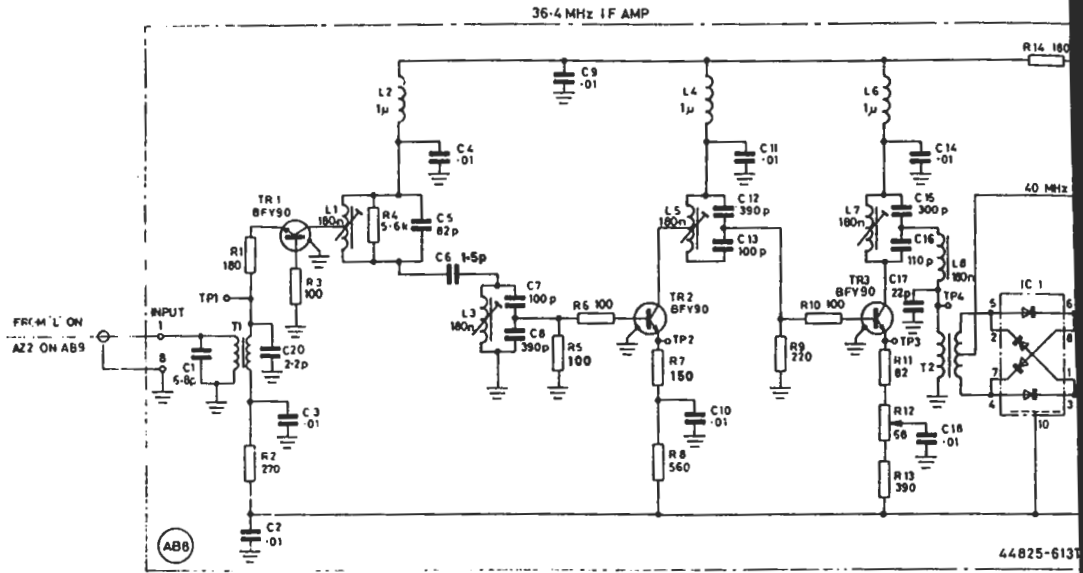 36·4 MHz IF AMP
R14 180
C9
·01
L2
1μ
L4
1μ
L6
1μ
C4
·01
C11
·01
C14
·01
TR1
BFY90
L1
180n
R4
5·6k
C5
82p
L5
180n
C12
390p
C13
100p
L7
180n
C15
300p
C16
110p
40 MHz
R1
180
R3
100
C6 1·5p
C7
100p
L3
180n
C8
390p
R6 100
R5
100
TR2
BFY90
TP2
R10 100
TR3
BFY90
TP3
C17
22p
L8
180n
TP4
IC 1
5
6
2
8
7
1
4
3
10
TP1
FROM 'L' ON
AZ2 ON AB9
INPUT
1
8
C1
6·8p
T1
C20
2·2p
R7
150
R9
220
R11
82
T2
C3
·01
C10
·01
R12
56
C18
·01
R2
270
R8
560
R13
390
C2
·01
AB8
44825-613T